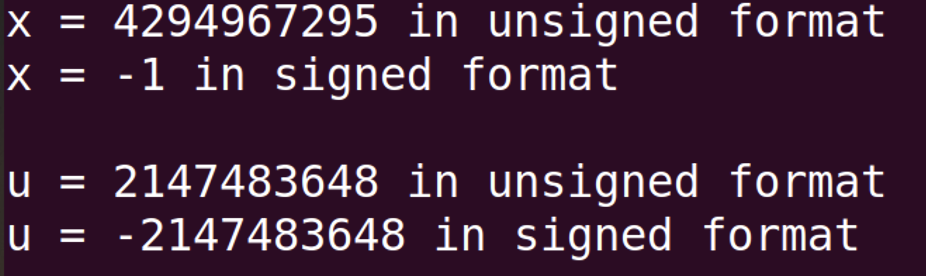 x = 4294967295 in unsigned format
x = -1 in signed format
u = 2147483648 in unsigned format
u = -2147483648 in signed format